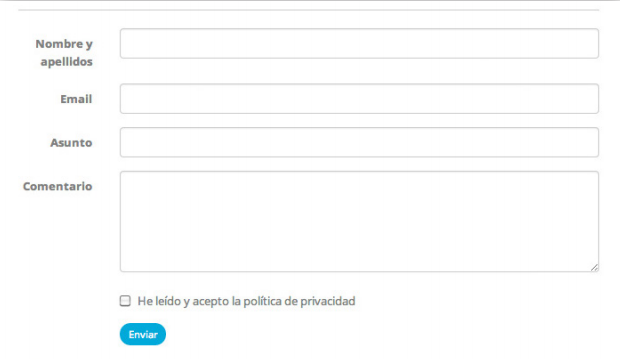 Nombre y
apellidos
Email
Asunto
Comentario
He leído y acepto la política de privacidad
Enviar